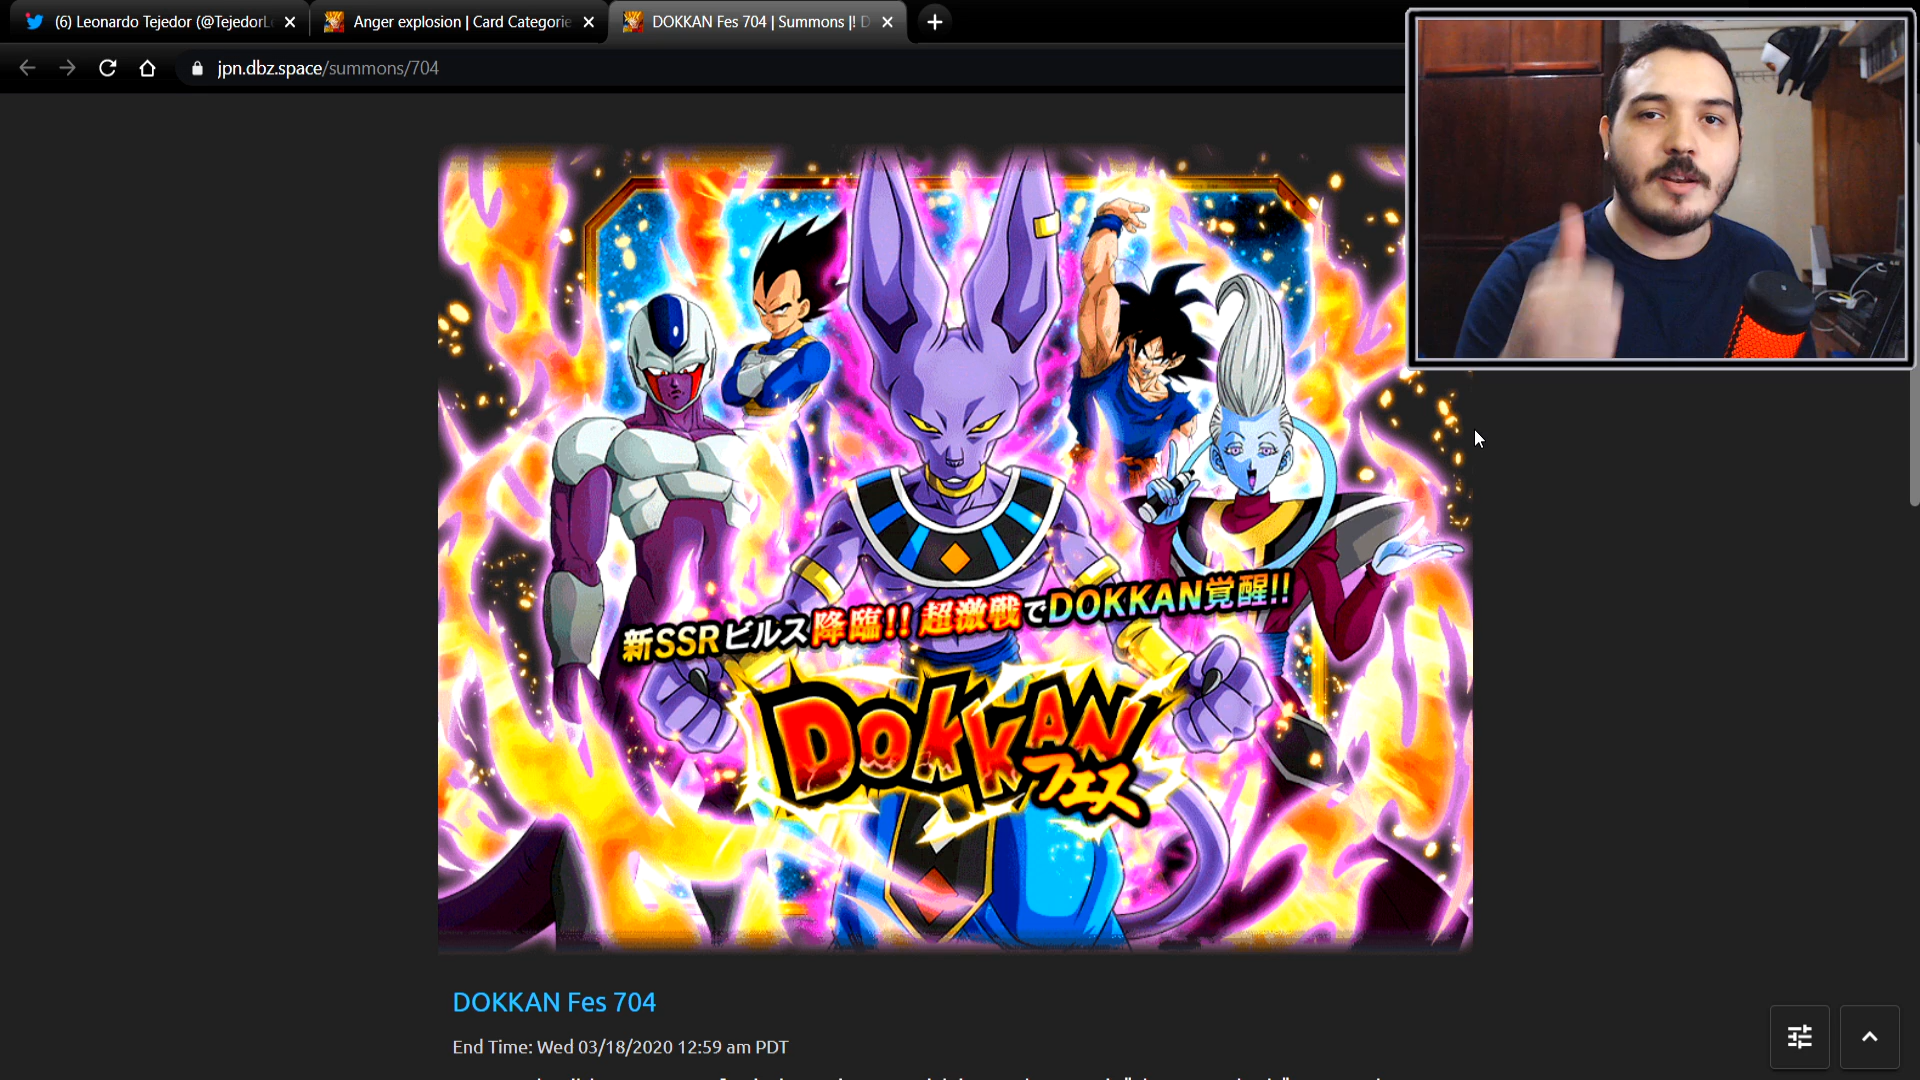 (6) Leonardo Tejedor (@TejedorL
Anger explosion | Card Categorie
DOKKAN Fes 704 | Summons |! D
jpn.dbz.space/summons/704
新SSRビルス降臨!! 超激戦でDOKKAN覚醒!!
DOKKAN
フェス
DOKKAN Fes 704
End Time: Wed 03/18/2020 12:59 am PDT